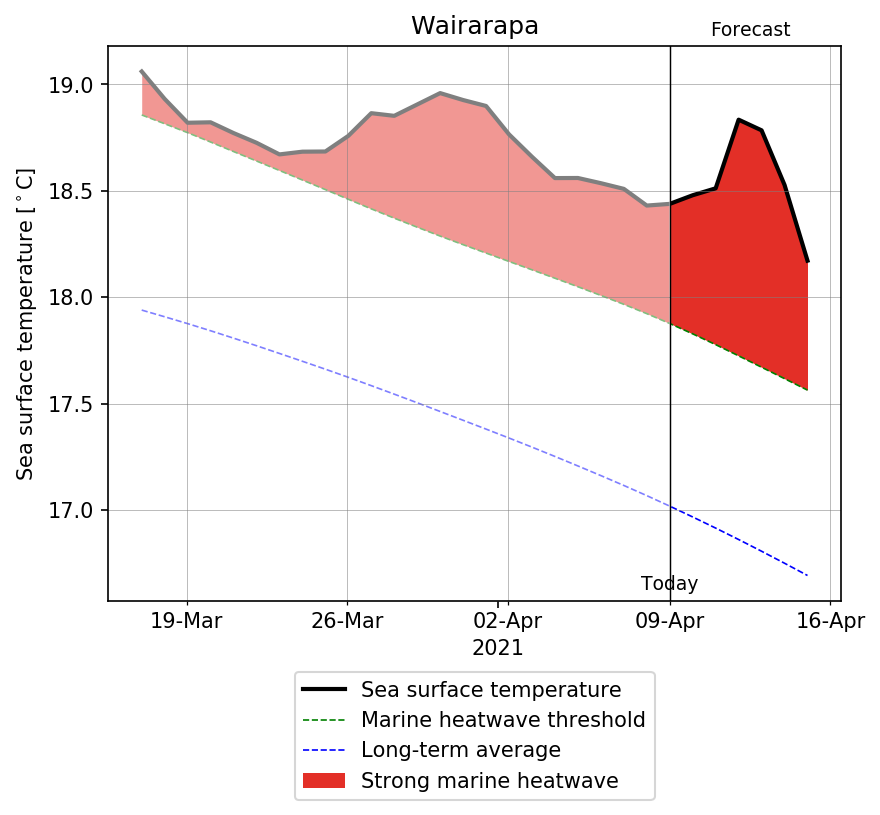 Wairarapa
Forecast
Sea surface temperature [°C]
19.0
18.5
18.0
17.5
17.0
Today
19-Mar
26-Mar
02-Apr
09-Apr
16-Apr
2021
Sea surface temperature
Marine heatwave threshold
Long-term average
Strong marine heatwave